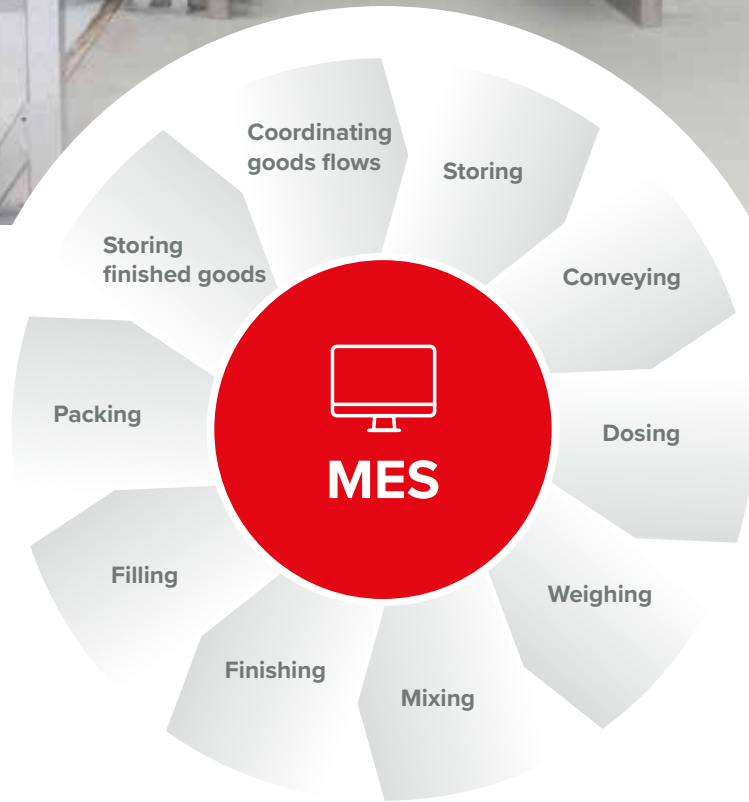 Coordinating
goods flows
Storing
Conveying
Dosing
Weighing
Mixing
Finishing
Filling
Packing
Storing
finished goods
MES